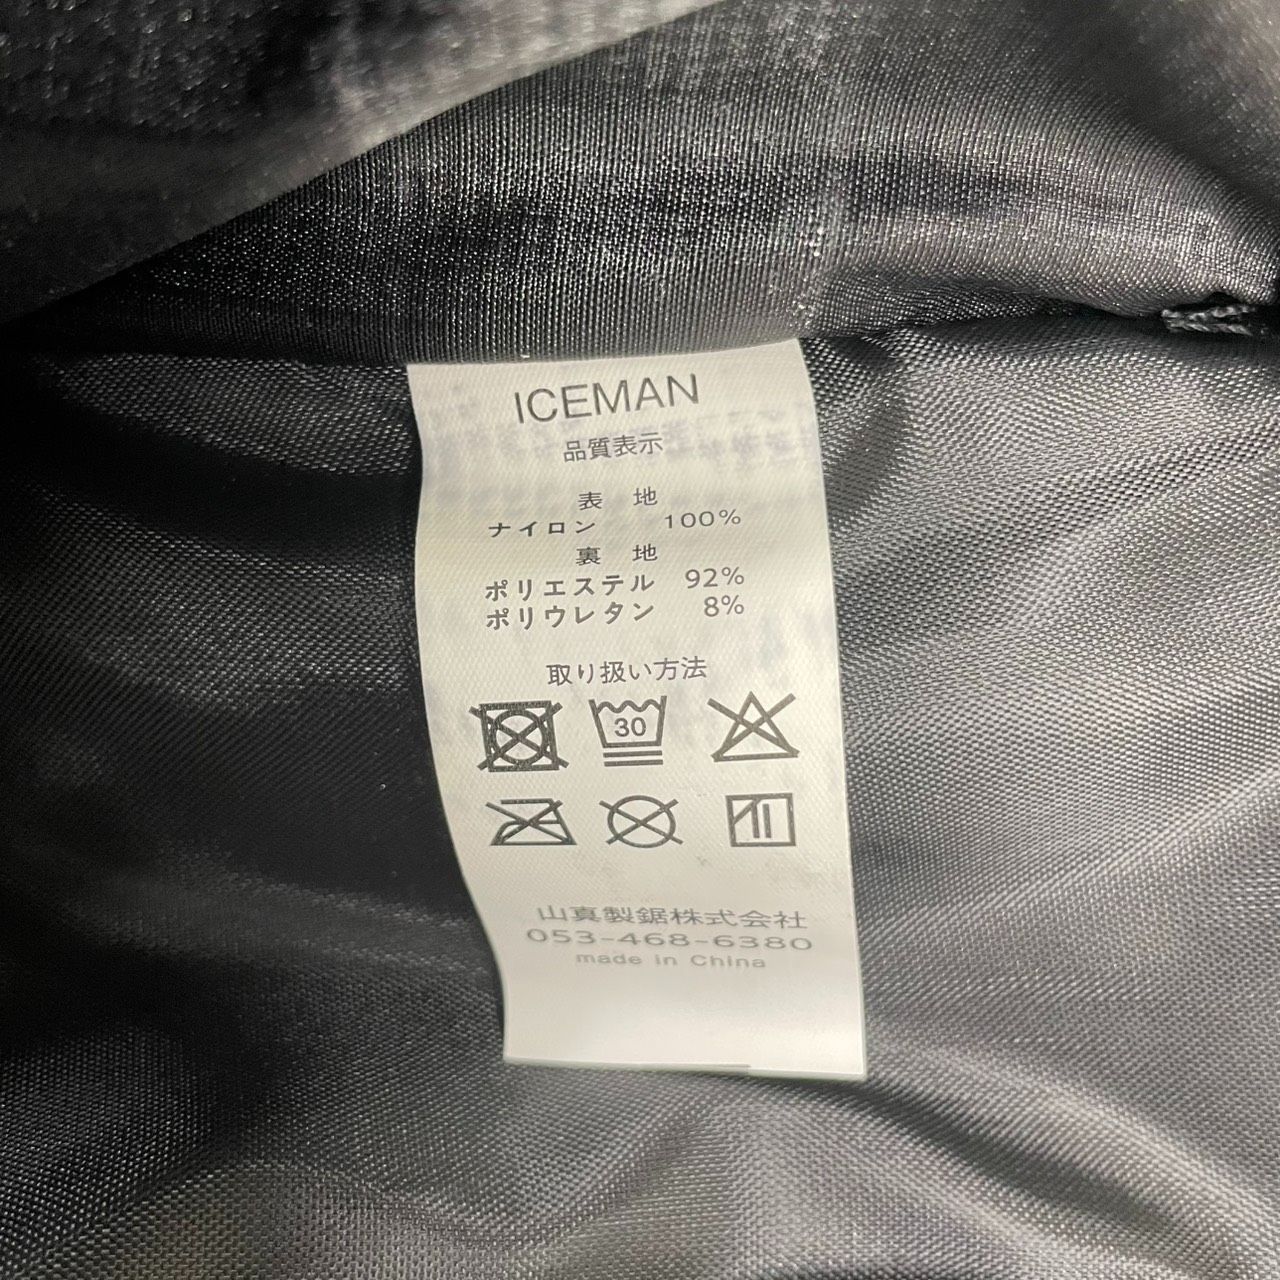 ICEMAN
品質表示
表 地
ナイロン 100%
裏 地
ポリエステル 92%
ポリウレタン 8%
取り扱い方法
30
山真製鋸株式会社
053-468-6380
made in China